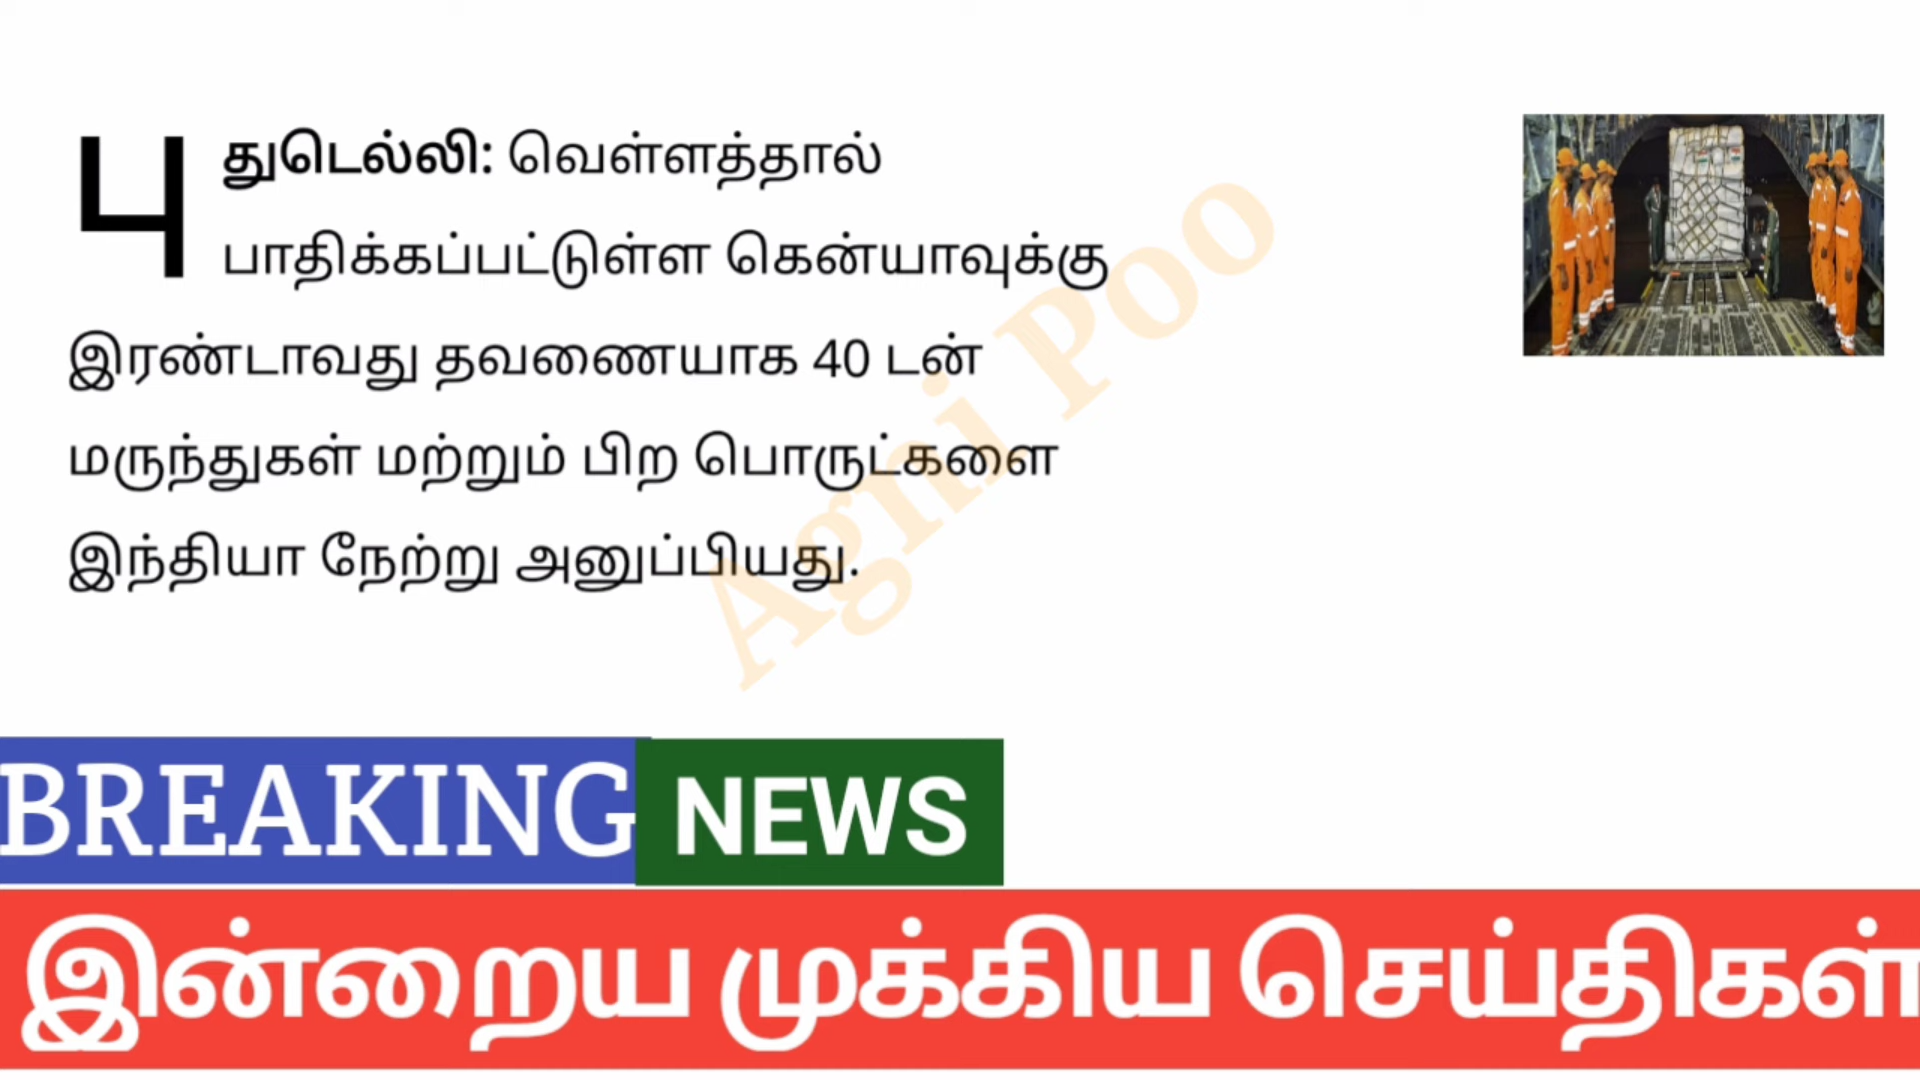 புதுடெல்லி: வெள்ளத்தால்
பாதிக்கப்பட்டுள்ள கென்யாவுக்கு
இரண்டாவது தவணையாக 40 டன்
மருந்துகள் மற்றும் பிற பொருட்களை
இந்தியா நேற்று அனுப்பியது.
Agni Poo
BREAKING NEWS
இன்றைய முக்கிய செய்திகள்